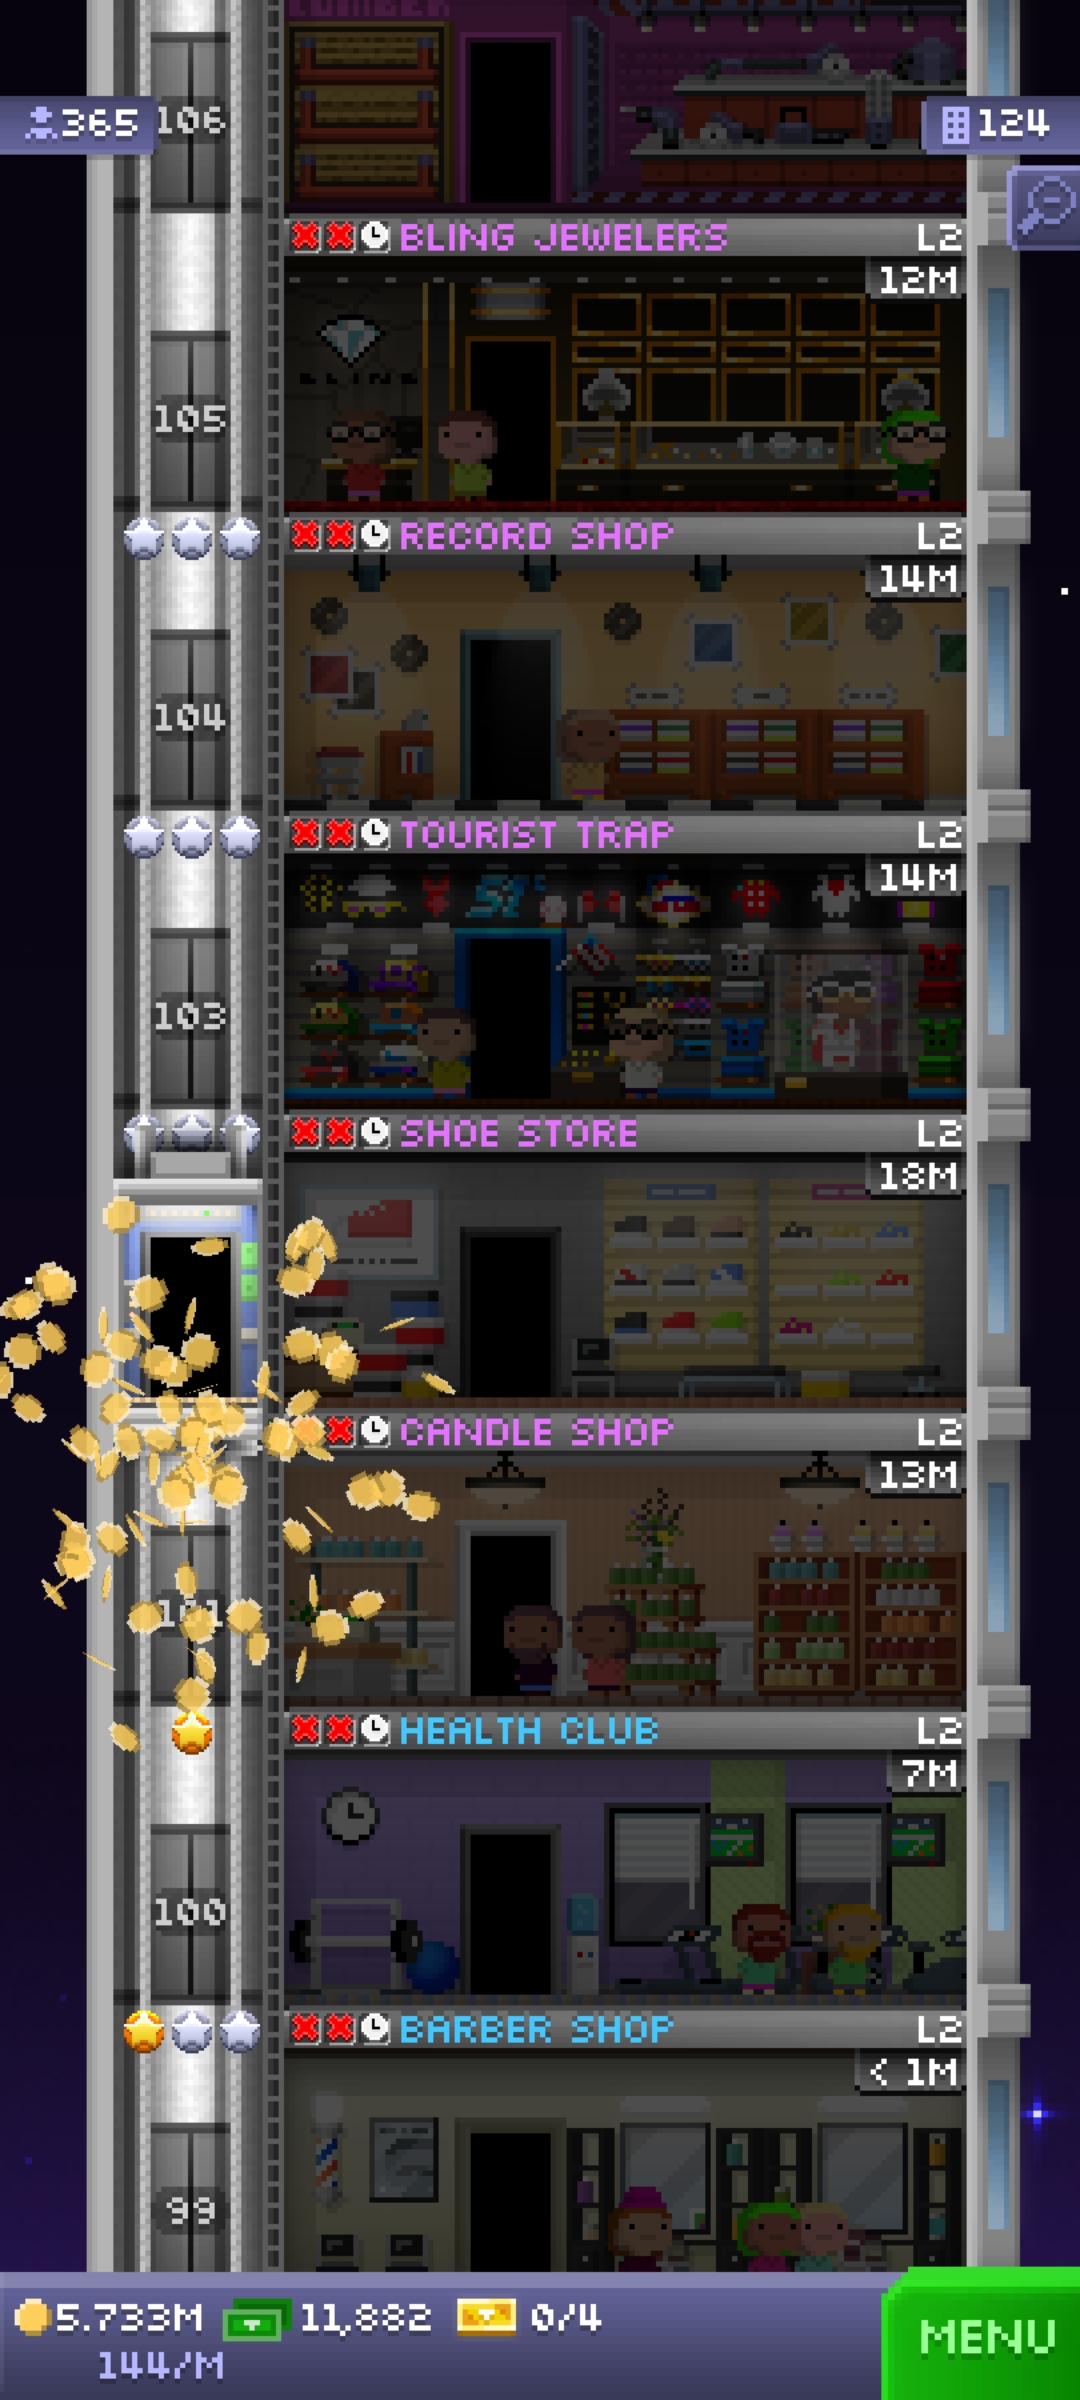 365
106
124
BLING JEWELERS L2
12M
BLING
105
RECORD SHOP L2
14M
104
TOURIST TRAP L2
14M
103
SHOE STORE L2
18M
CANDLE SHOP L2
13M
101
HEALTH CLUB L2
7M
100
BARBER SHOP L2
< 1M
99
5.733M 11,882 0/4
144/M
MENU